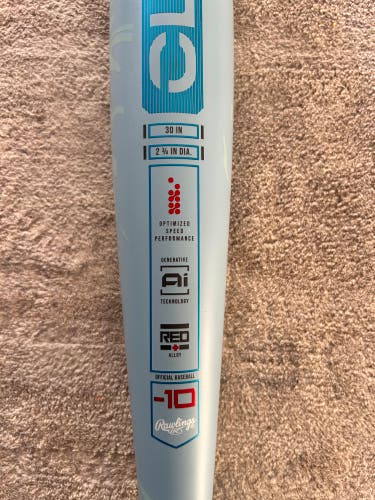 CL
30 IN
2 ¾ IN DIA.
OPTIMIZED
SPEED
PERFORMANCE
GENERATIVE
Ai
TECHNOLOGY
RED
ALLOY
OFFICIAL BASEBALL
-10
Rawlings